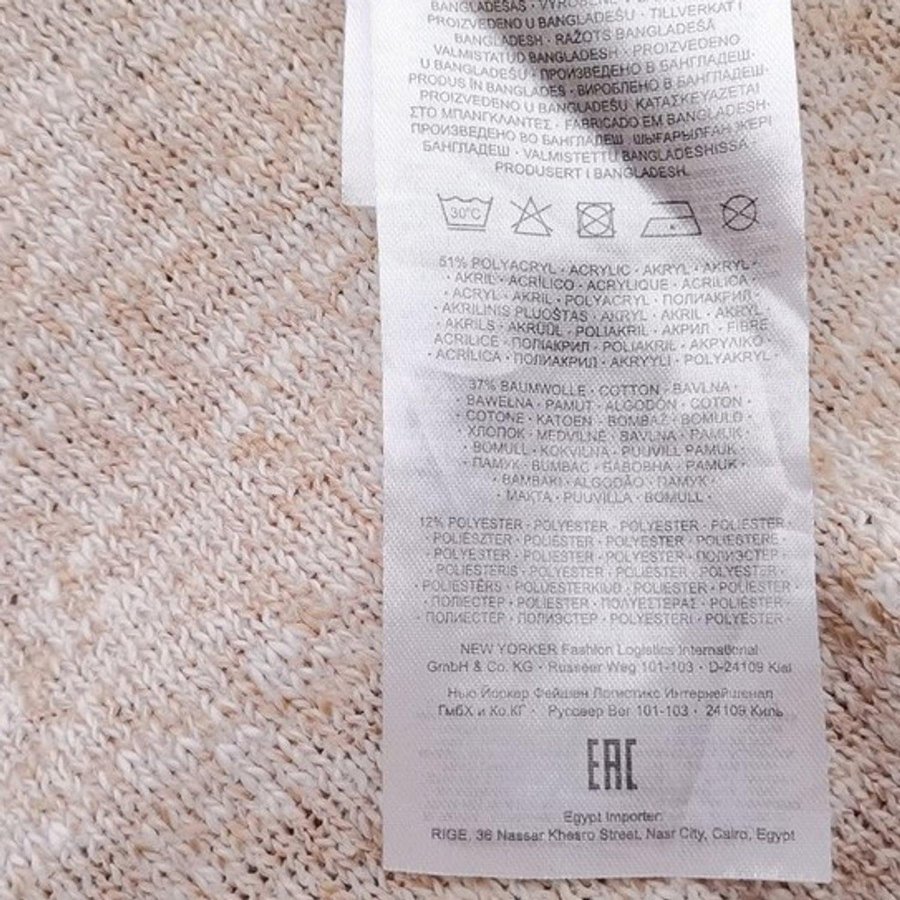 BANGLADEŠAS · VYROBENÉ
PROIZVEDENO U BANGLADEŠU · TILLVERKAT I
BANGLADESH · RAŽOTS BANGLADEŠĀ
VALMISTATUD BANGLADESH · PROIZVEDENO
U BANGLADEŠU · ПРОИЗВЕДЕНО В БАНГЛАДЕШ·
PRODUS ÎN BANGLADEŞ · ВИРОБЛЕНО В БАНГЛАДЕШ·
PROIZVEDENO U BANGLADEŠU ΚΑΤΑΣΚΕΥΑΖΕΤΑΙ
ΣΤΟ ΜΠΑΝΓΚΛΑΝΤΕΣ · FABRICADO EM BANGLADESH·
ПРОИЗВЕДЕНО ВО БАНГЛАДЕШ· ШЫҒАРЫЛҒАН ЖЕРІ
БАНГЛАДЕШ · VALMISTETTU BANGLADESHISSA
PRODUSERT I BANGLADESH.
30°C
51% POLYACRYL · ACRYLIC · AKRYL · AKRYL ·
· AKRIL · ACRÍLICO · ACRYLIQUE · ACRILICA ·
· ACRYL · AKRIL · POLYACRYL · ПОЛИАКРИЛ ·
· AKRILINIS PLUOŠTAS · AKRYL · AKRIL · AKRYL ·
· AKRILS · AKRÜÜL · POLIAKRIL · АКРИЛ · FIBRE
ACRILICE · ПОЛІАКРИЛ · POLIAKRIL · ΑΚΡΥΛΙΚΟ ·
· ACRÍLICA · ПОЛИАКРИЛ · AKRYYLI · POLYAKRYL ·
37% BAUMWOLLE · COTTON · BAVLNA ·
· BAWEŁNA · PAMUT · ALGODÓN · COTON ·
· COTONE · KATOEN · BOMBAŽ · BOMULD ·
· ХЛОПОК · MEDVILNĖ · BAVLNA · PAMUK ·
· BOMULL · KOKVILNA · PUUVILL PAMUK ·
· ПАМУК · BUMBAC · БАВОВНА · PAMUK ·
· ΒΑΜΒΑΚΙ · ALGODÃO · ПАМУК ·
· МАКТА · PUUVILLA · BOMULL ·
12% POLYESTER · POLYESTER · POLYESTER · POLIESTER ·
· POLIÉSZTER · POLIÉSTER · POLYESTER · POLIESTERE ·
· POLYESTER · POLIESTER · POLYESTER · ПОЛИЭСТЕР ·
· POLIESTERIS · POLYESTER · POLIESTER · POLYESTER ·
· POLIESTERS · POLÜESTERKIUD · POLIESTER · POLIESTER ·
· ПОЛІЕСТЕР · POLIESTER · ΠΟΛΥΕΣΤΕΡΑΣ · POLIÉSTER ·
· ПОЛИЕСТЕР · ПОЛИЭСТЕР · POLYESTERI · POLYESTER ·
NEW YORKER Fashion Logistics International
GmbH & Co. KG · Russeer Weg 101-103 · D-24109 Kiel
Нью Йоркер Фейшен Логистикс Интернейшенал
ГмбХ и Ко.КГ · Руссеер Вег 101-103 · 24109 Киль
EAC
Egypt Importer:
RIGE, 36 Nassar Khesro Street, Nasr City, Cairo, Egypt